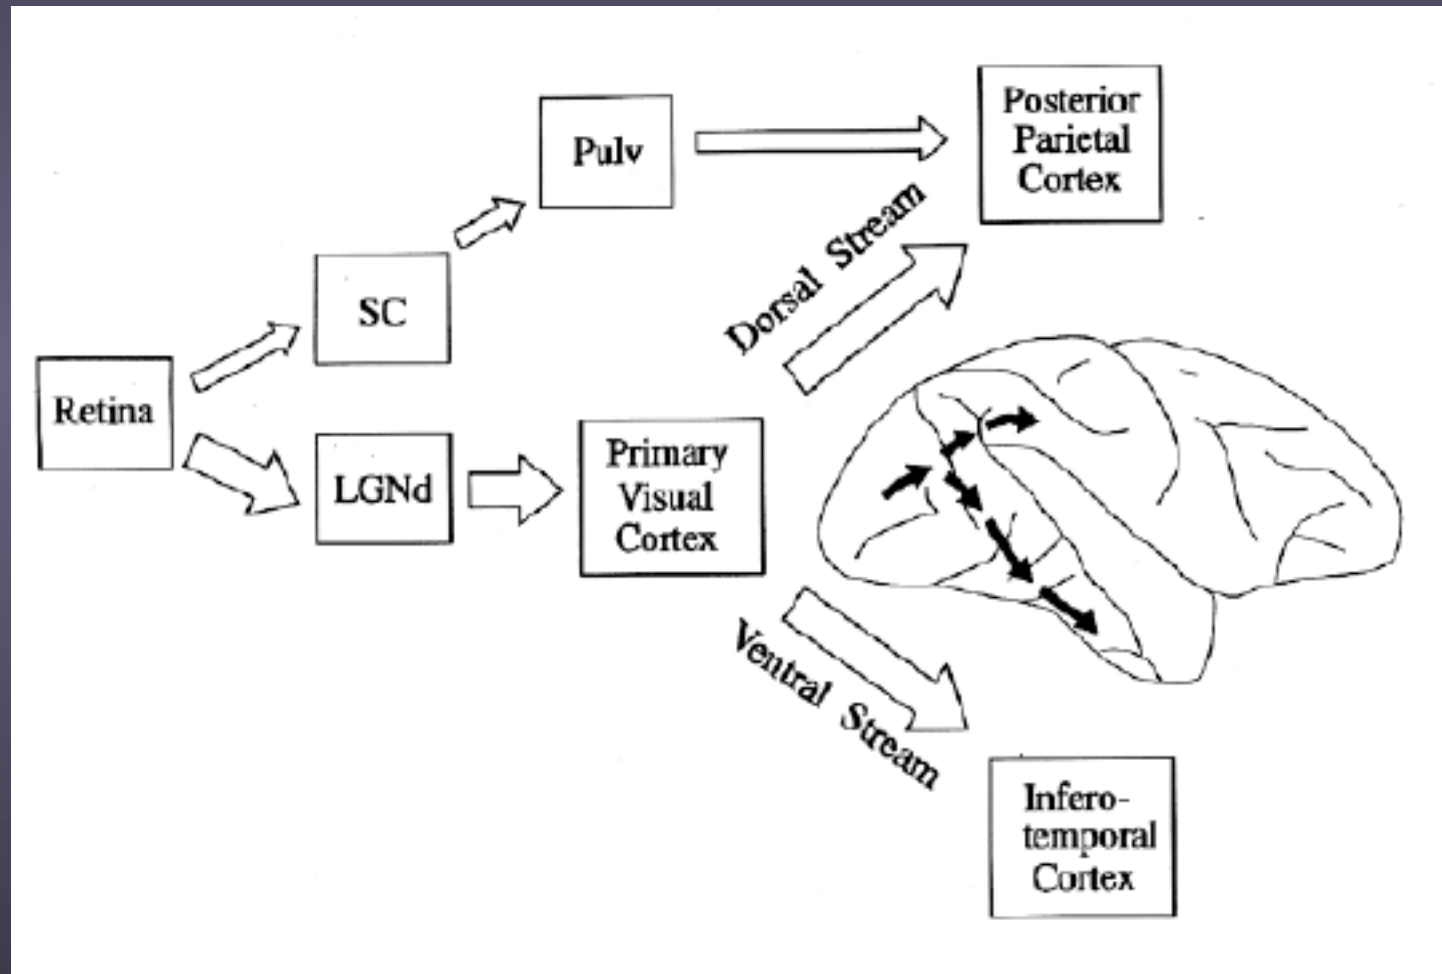 Posterior
Parietal
Cortex
Pulv
Dorsal Stream
SC
Retina
LGNd
Primary
Visual
Cortex
Ventral Stream
Infero-
temporal
Cortex